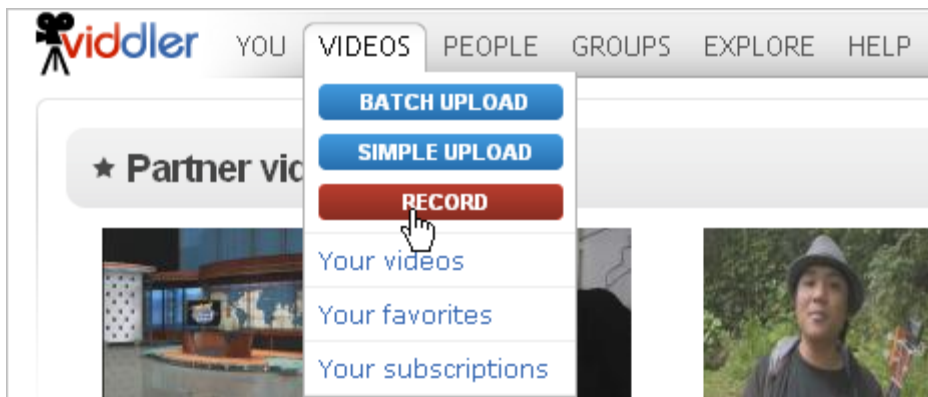 viddler YOU VIDEOS PEOPLE GROUPS EXPLORE HELP
BATCH UPLOAD
SIMPLE UPLOAD
★ Partner vid
RECORD
Your videos
Your favorites
Your subscriptions